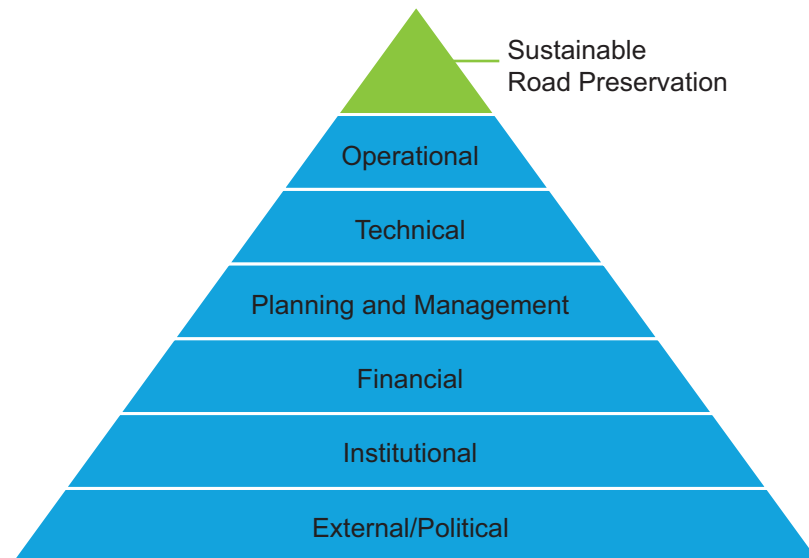 Sustainable
Road Preservation
Operational
Technical
Planning and Management
Financial
Institutional
External/Political